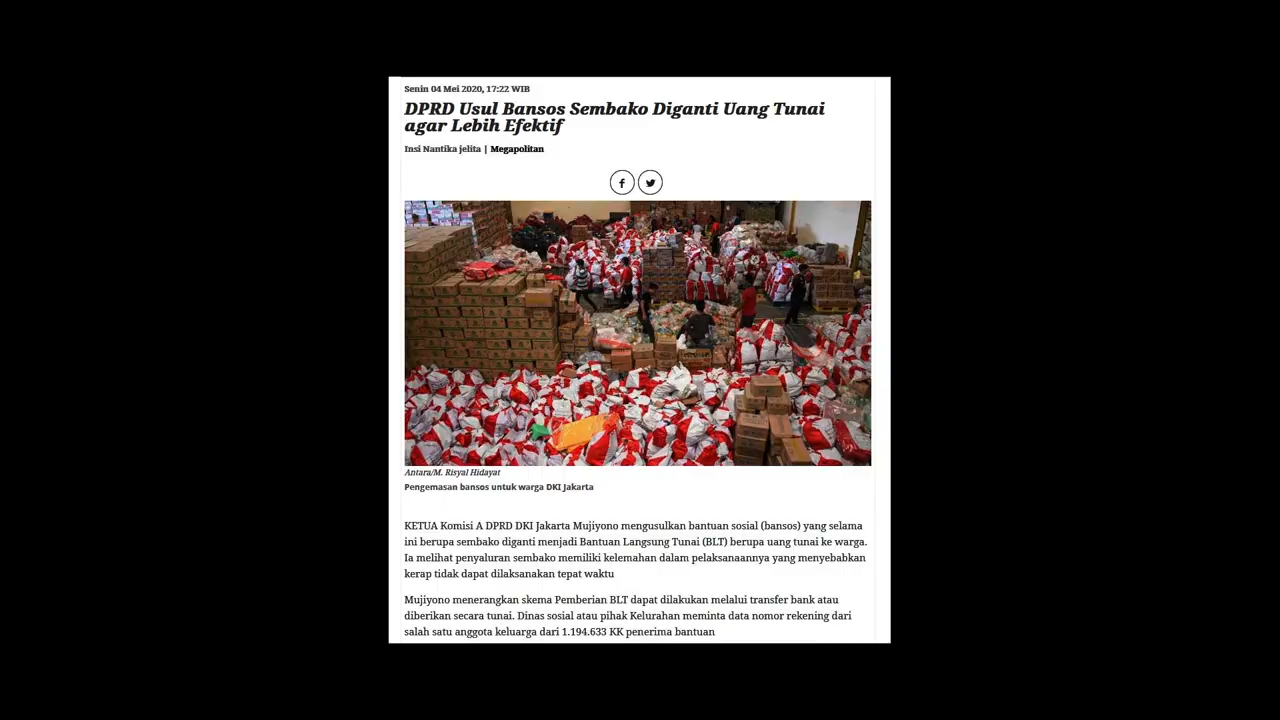 Senin 04 Mei 2020, 17:22 WIB
DPRD Usul Bansos Sembako Diganti Uang Tunai
agar Lebih Efektif
Insi Nantika jelita | Megapolitan
Antara/M. Risyal Hidayat
Pengemasan bansos untuk warga DKI Jakarta
KETUA Komisi A DPRD DKI Jakarta Mujiyono mengusulkan bantuan sosial (bansos) yang selama
ini berupa sembako diganti menjadi Bantuan Langsung Tunai (BLT) berupa uang tunai ke warga.
Ia melihat penyaluran sembako memiliki kelemahan dalam pelaksanaannya yang menyebabkan
kerap tidak dapat dilaksanakan tepat waktu
Mujiyono menerangkan skema Pemberian BLT dapat dilakukan melalui transfer bank atau
diberikan secara tunai. Dinas sosial atau pihak Kelurahan meminta data nomor rekening dari
salah satu anggota keluarga dari 1.194.633 KK penerima bantuan